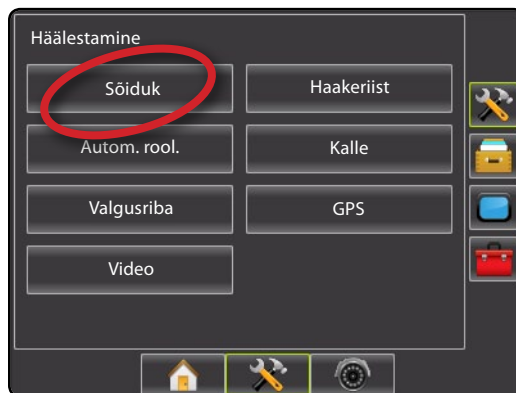 Häälestamine
Sõiduk
Haakeriist
Autom. rool.
Kalle
Valgusriba
GPS
Video